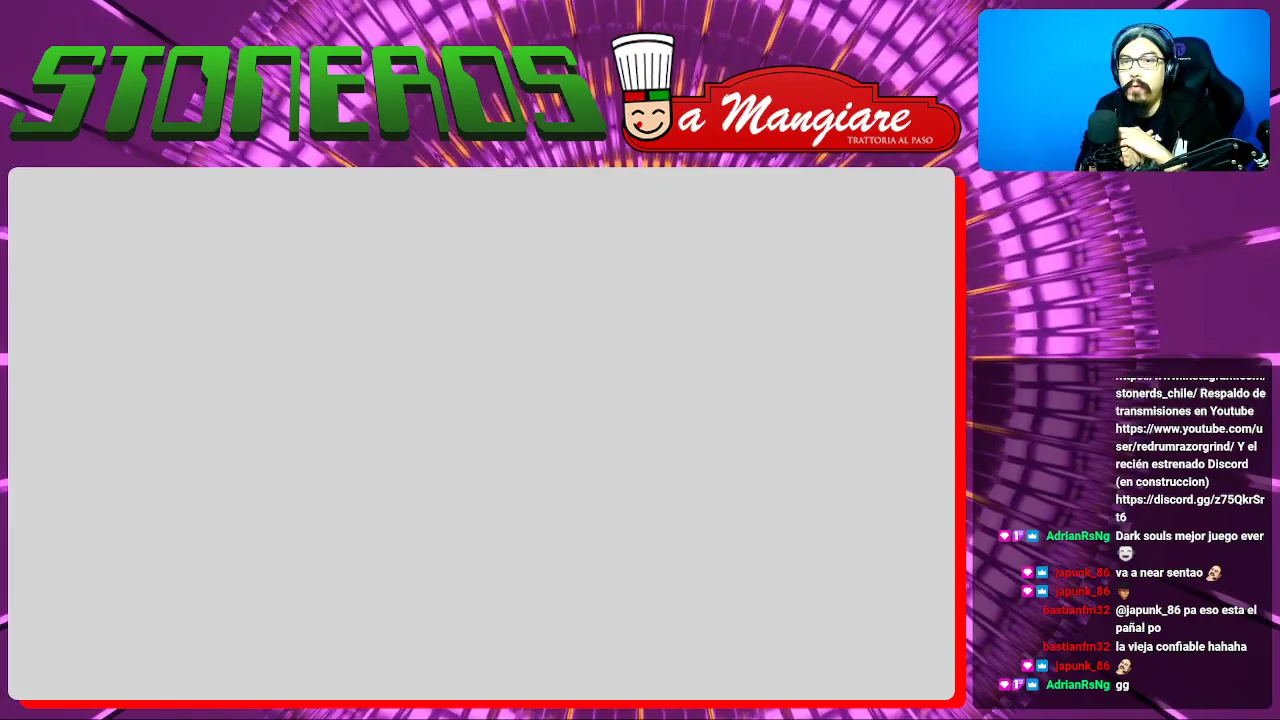 STONEROS
a Mangiare
TRATTORIA AL PASO
stonerds_chile/ Respaldo de
transmisiones en Youtube
https://www.youtube.com/u
ser/redrumrazorgrind/ Y el
recién estrenado Discord
(en construccion)
https://discord.gg/z75QkrSr
t6
AdrianRsNg Dark souls mejor juego ever
japunk_86 va a near sentao
japunk_86
bastianfm32 @japunk_86 pa eso esta el
pañal po
bastianfm32 la vieja confiable hahaha
japunk_86
AdrianRsNg gg